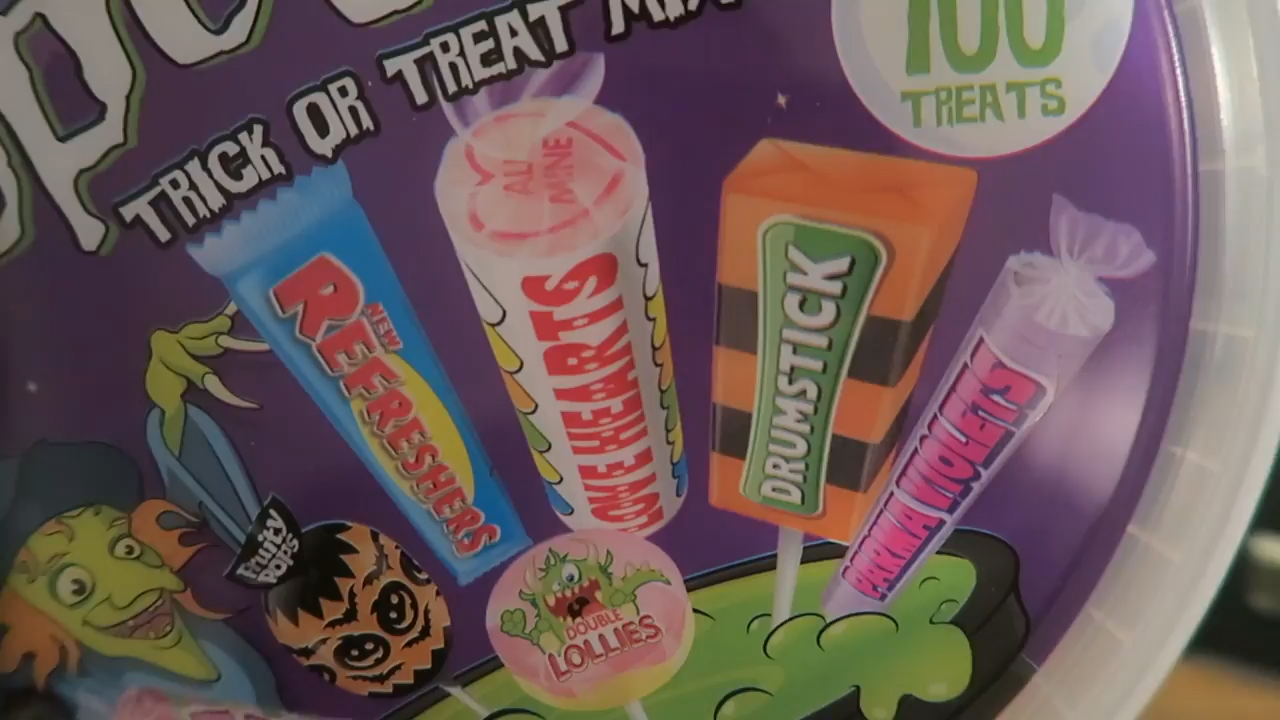 TRICK OR TREAT MIX
100
TREATS
ALL
MINE
NEW
REFRESHERS
LOVE HEARTS
DRUMSTICK
PARMA VIOLETS
Fruity
POPS
DOUBLE
LOLLIES